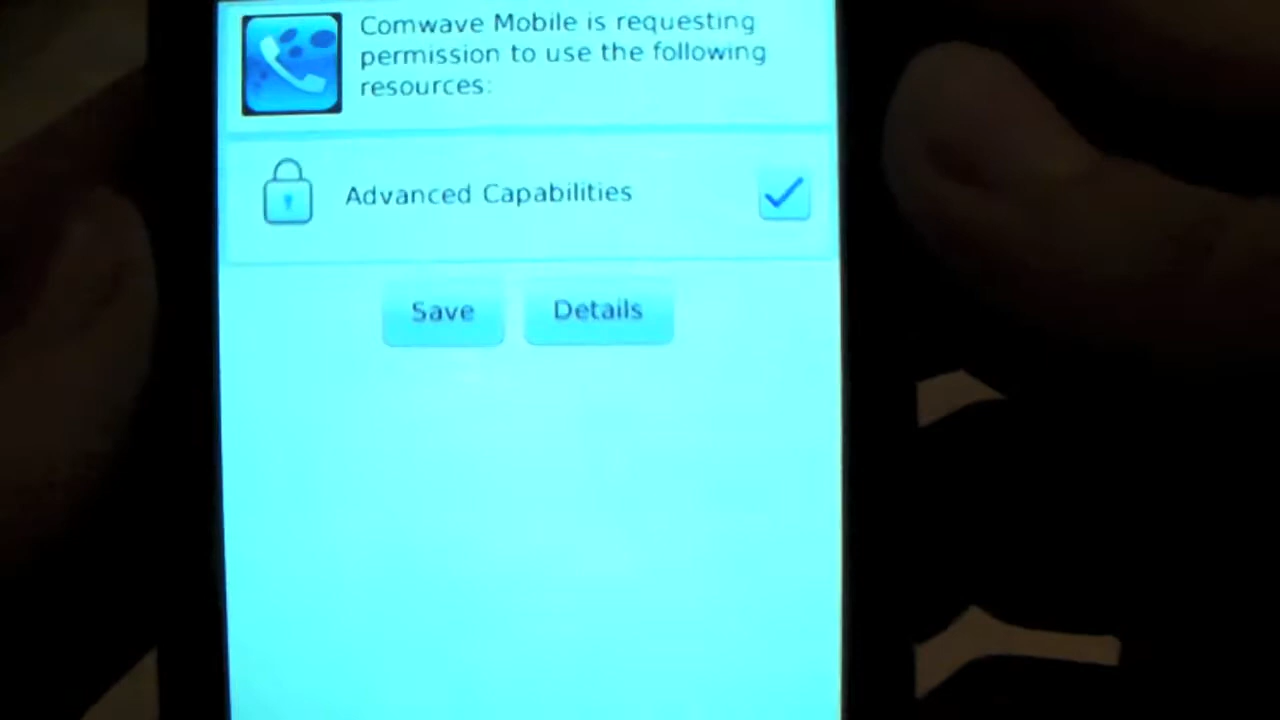 Comwave Mobile is requesting
permission to use the following
resources:
Advanced Capabilities
Save
Details